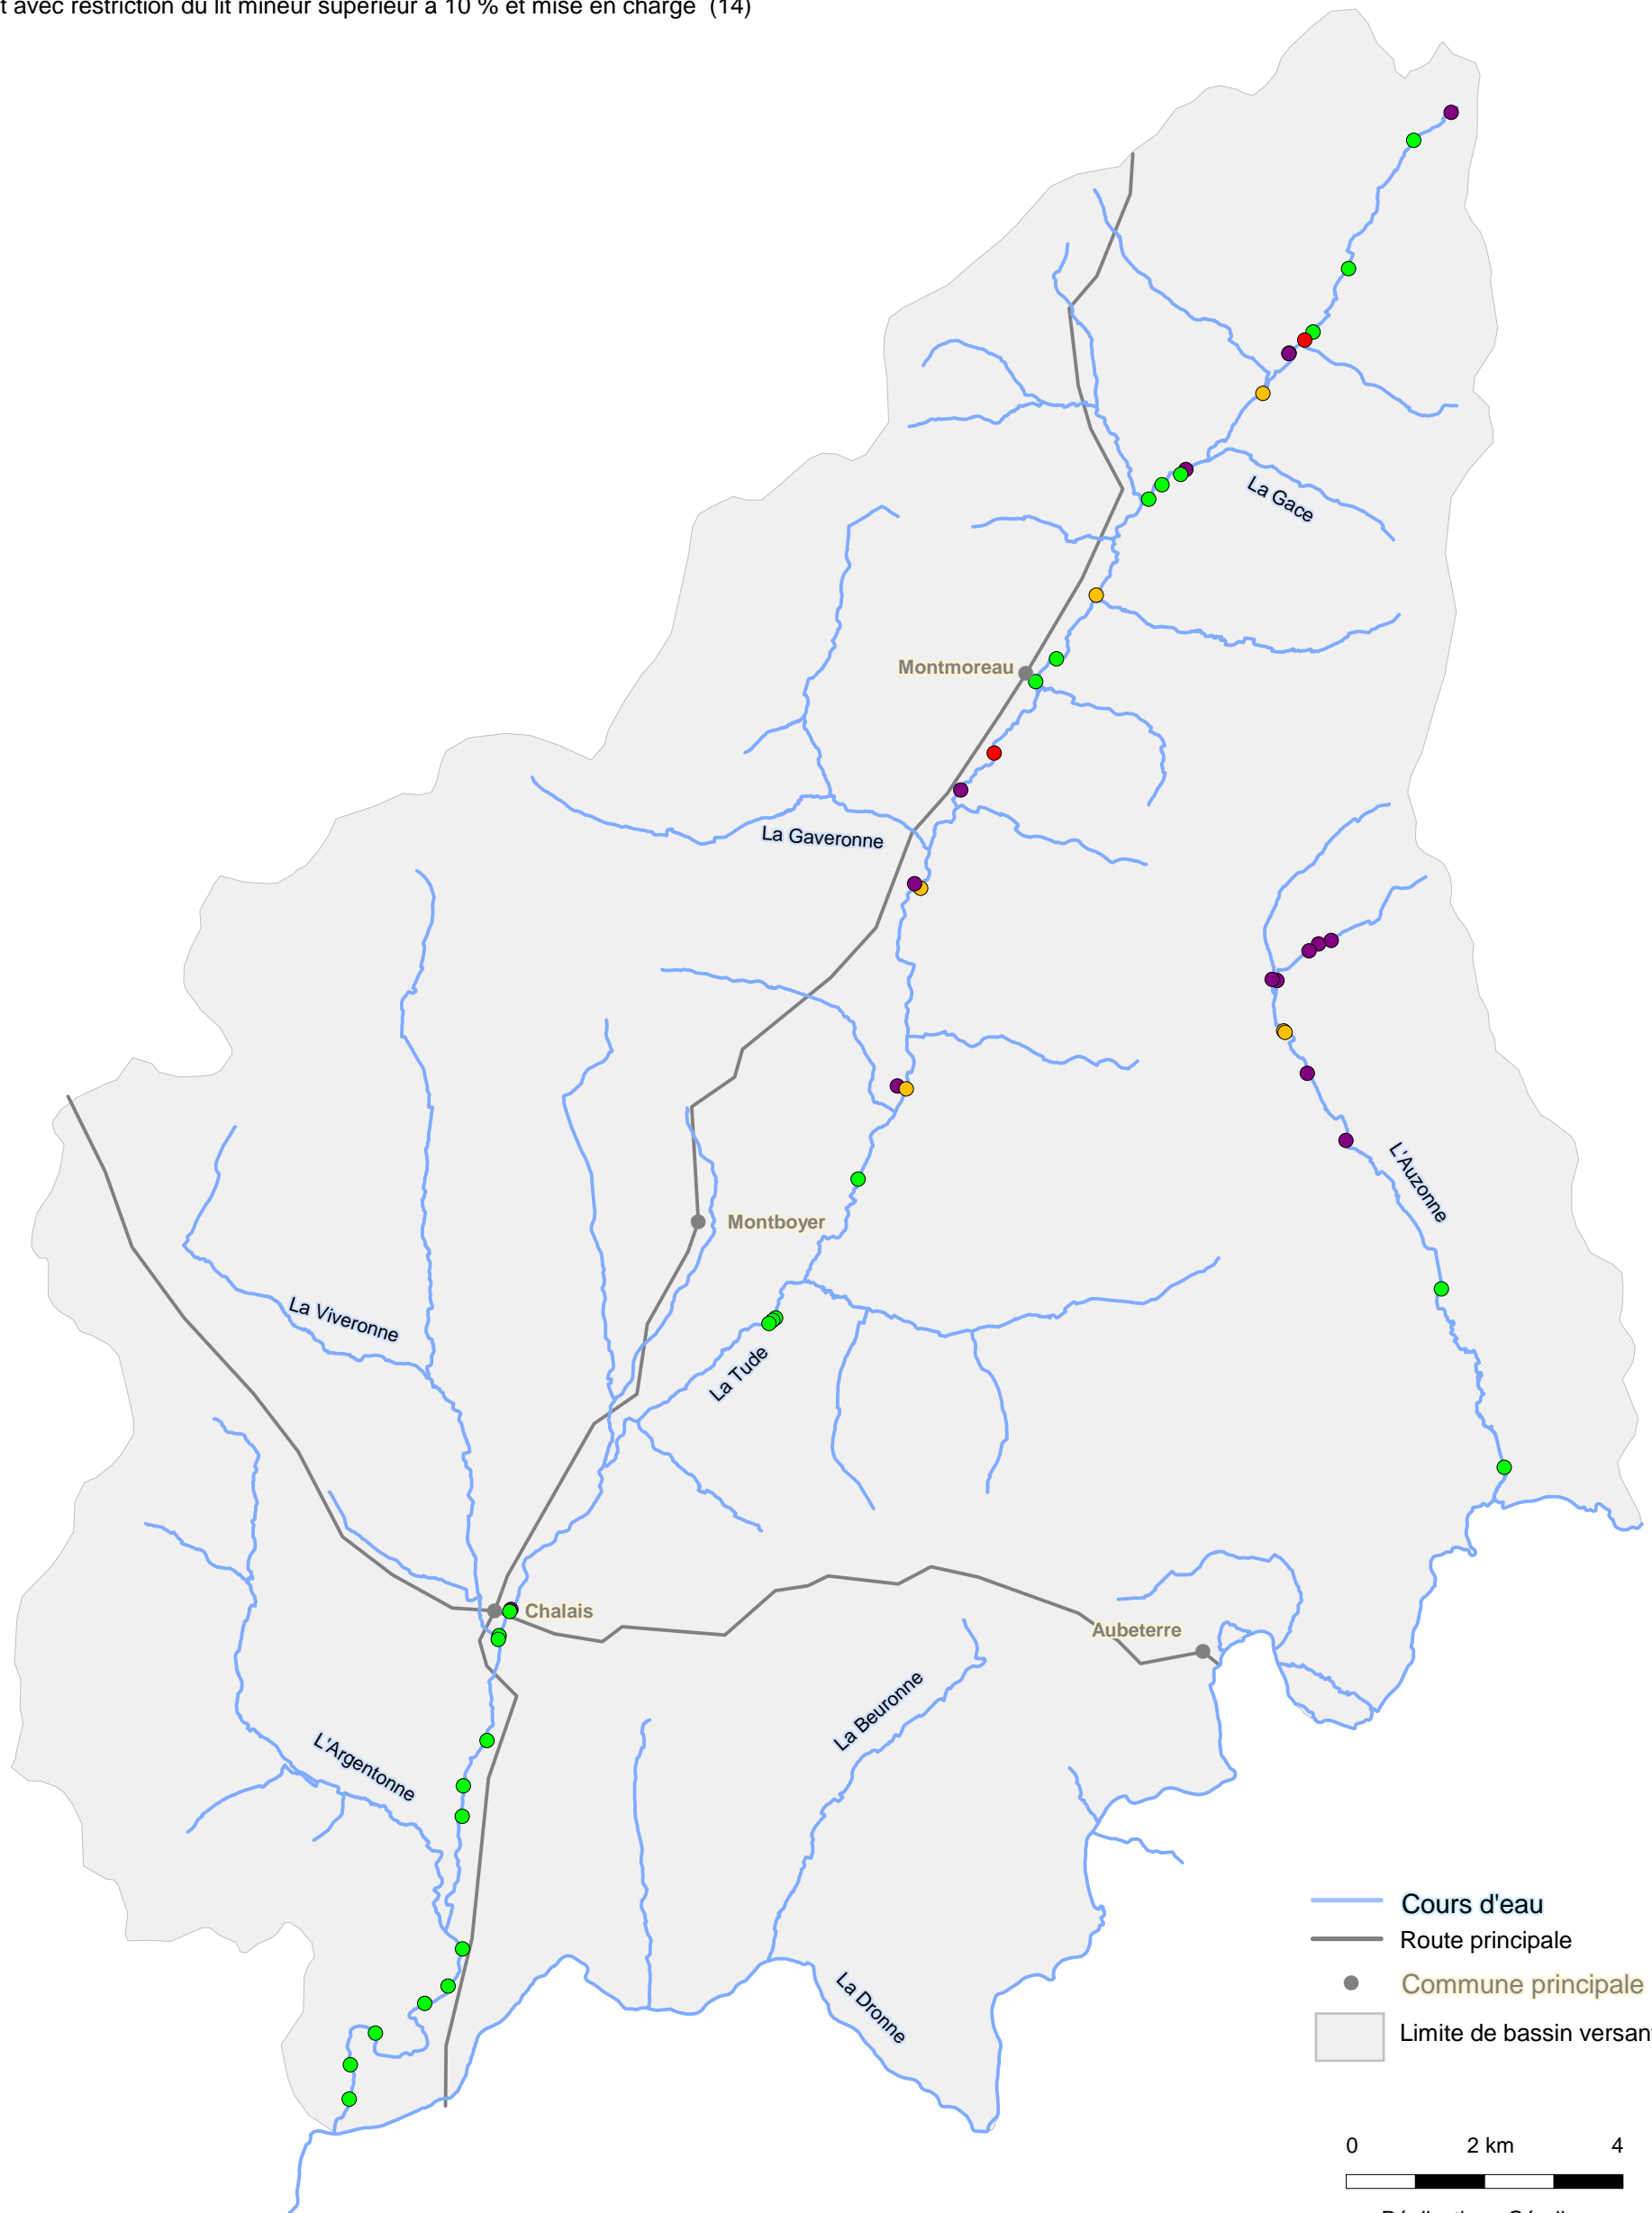 t avec restriction du lit mineur supérieur à 10 % et mise en charge (14)
La Gace
Montmoreau
La Gaveronne
L'Auzonne
Montboyer
La Viveronne
La Tude
Chalais
Aubeterre
La Beuronne
L'Argentonne
La Dronne
Cours d'eau
Route principale
Commune principale
Limite de bassin versan
0 2 km 4